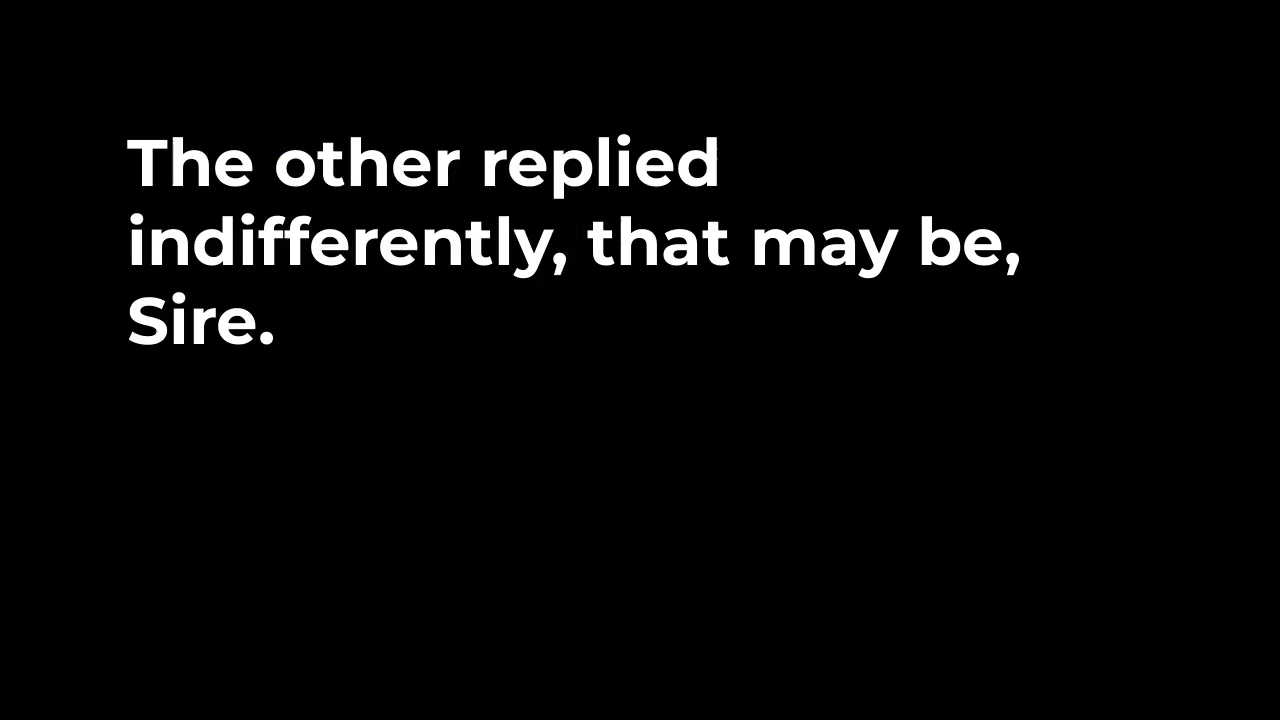 The other replied
indifferently, that may be,
Sire.